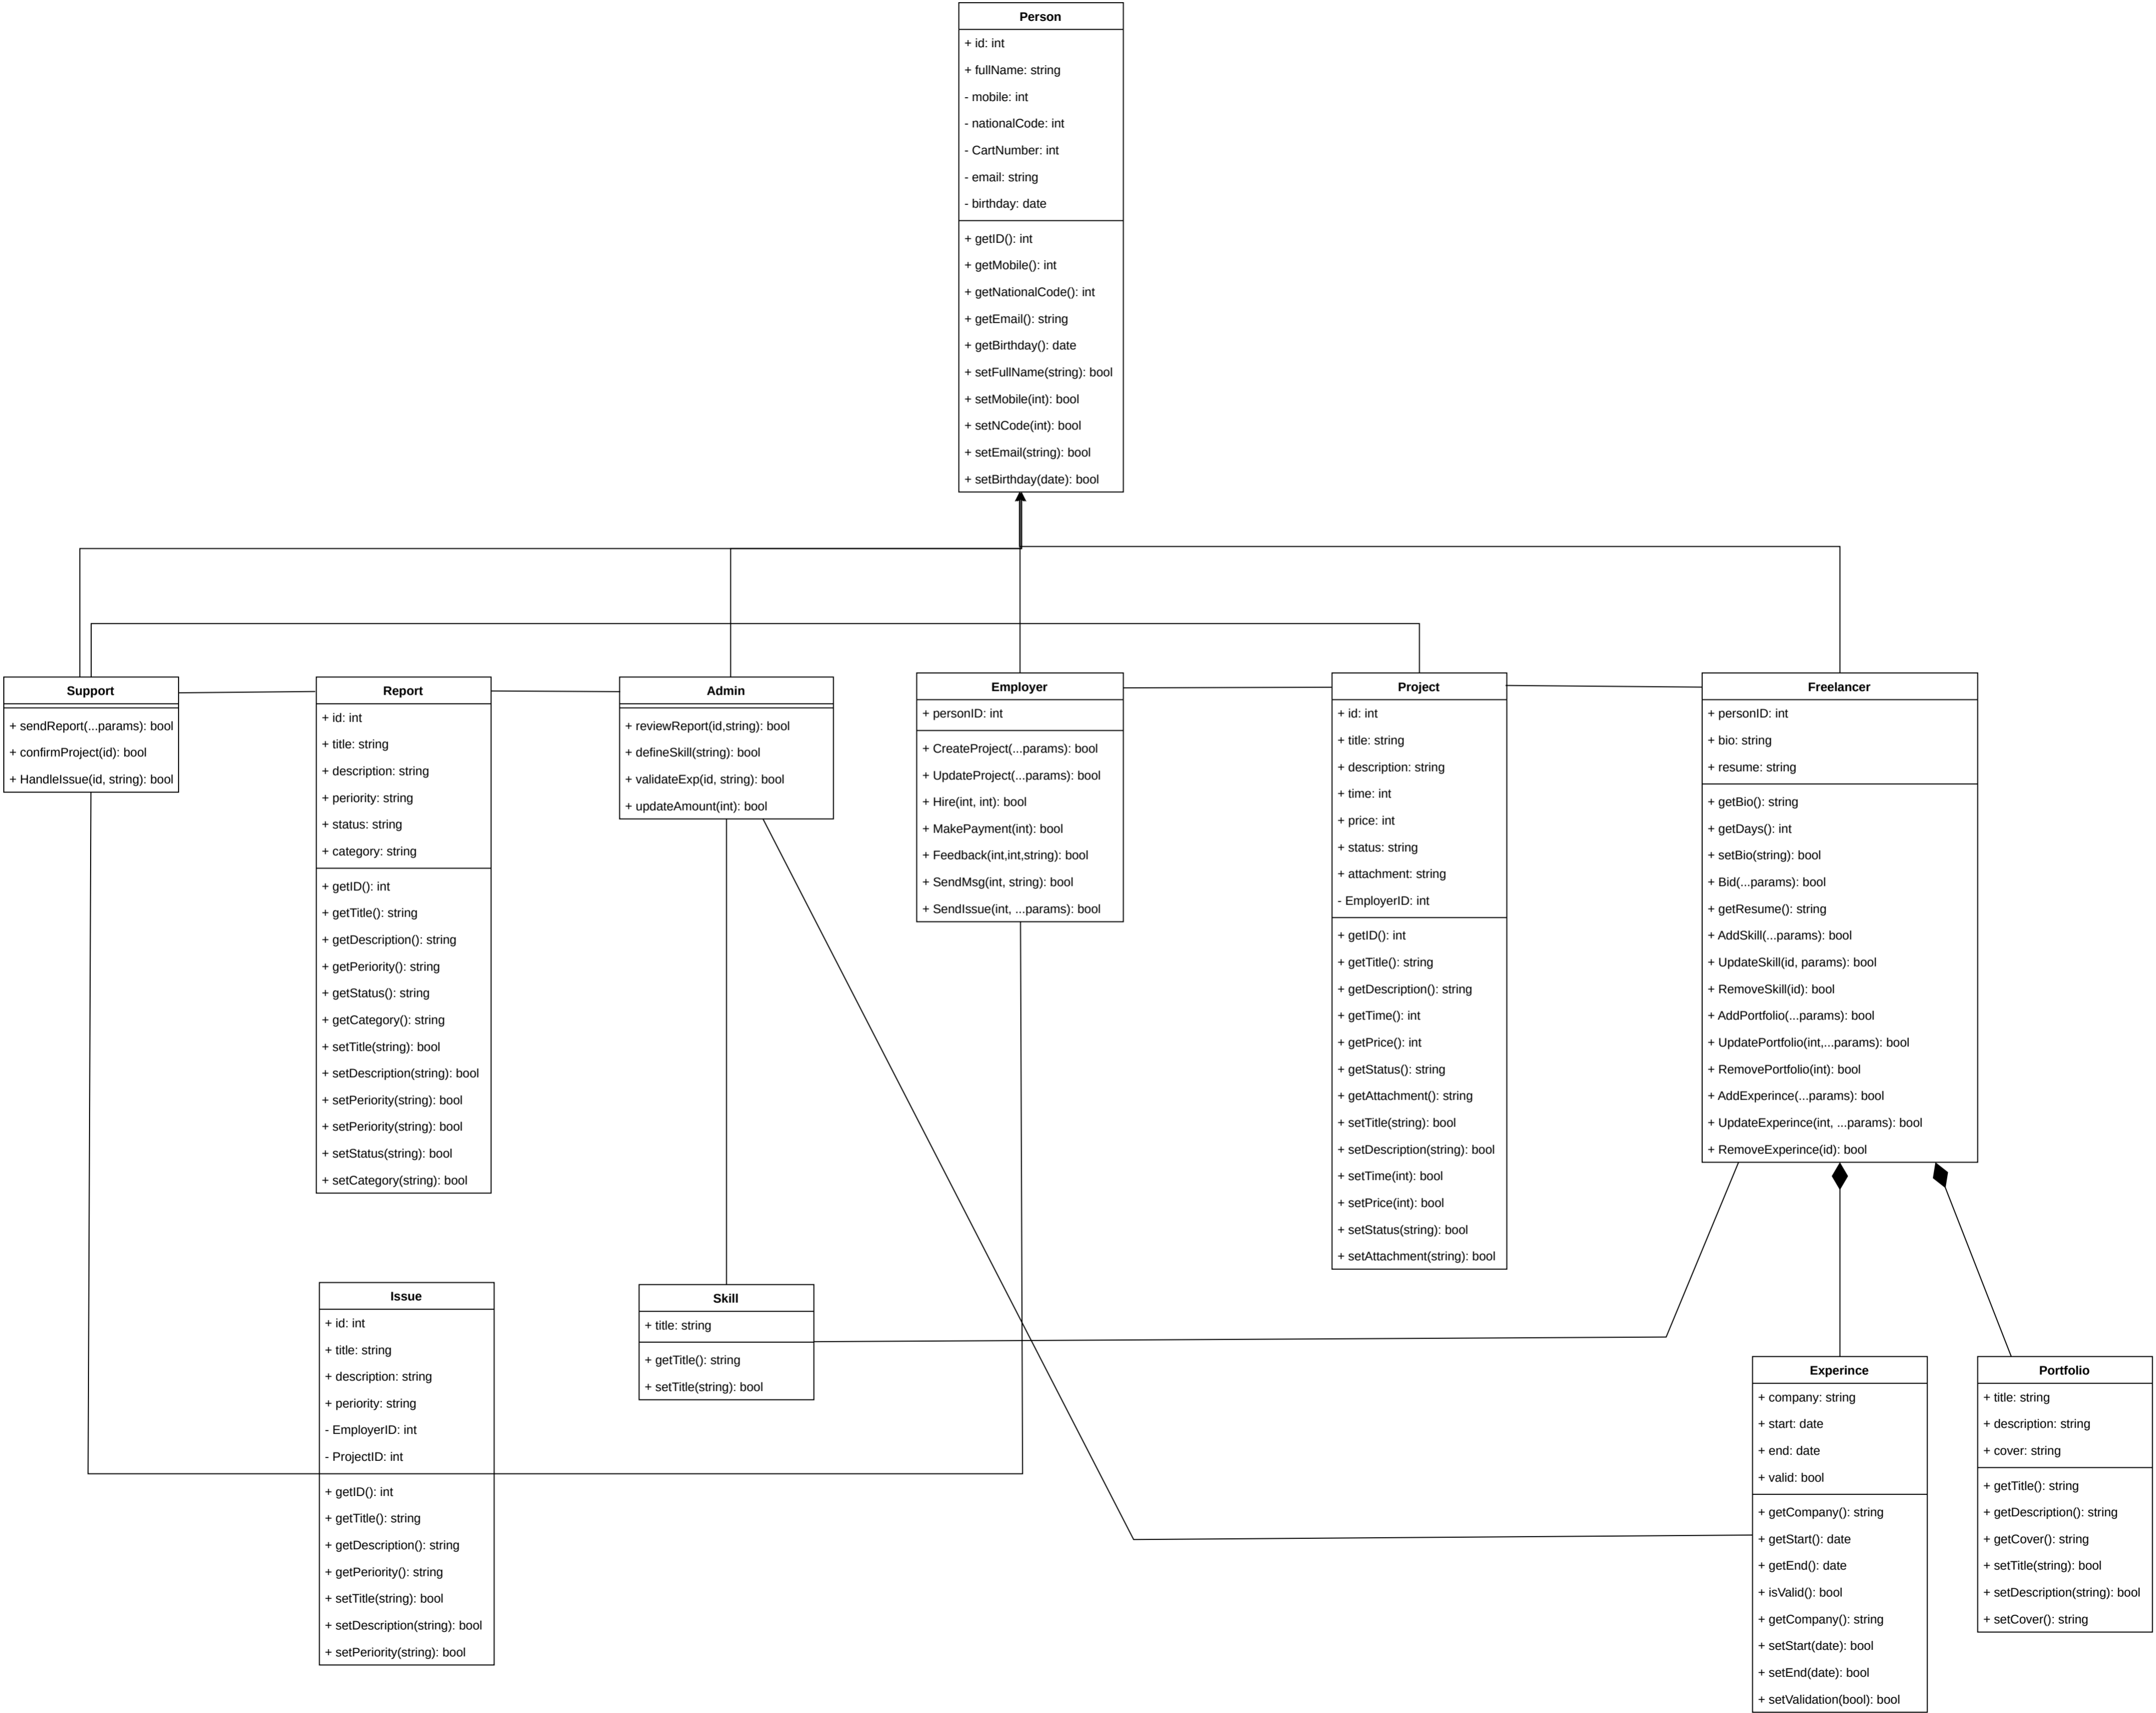 Person
+ id: int
+ fullName: string
- mobile: int
- nationalCode: int
- CartNumber: int
- email: string
- birthday: date
+ getID(): int
+ getMobile(): int
+ getNationalCode(): int
+ getEmail(): string
+ getBirthday(): date
+ setFullName(string): bool
+ setMobile(int): bool
+ setNCode(int): bool
+ setEmail(string): bool
+ setBirthday(date): bool
Support
+ sendReport(...params): bool
+ confirmProject(id): bool
+ HandleIssue(id, string): bool
Report
+ id: int
+ title: string
+ description: string
+ periority: string
+ status: string
+ category: string
+ getID(): int
+ getTitle(): string
+ getDescription(): string
+ getPeriority(): string
+ getStatus(): string
+ getCategory(): string
+ setTitle(string): bool
+ setDescription(string): bool
+ setPeriority(string): bool
+ setPeriority(string): bool
+ setStatus(string): bool
+ setCategory(string): bool
Admin
+ reviewReport(id,string): bool
+ defineSkill(string): bool
+ validateExp(id, string): bool
+ updateAmount(int): bool
Employer
+ personID: int
+ CreateProject(...params): bool
+ UpdateProject(...params): bool
+ Hire(int, int): bool
+ MakePayment(int): bool
+ Feedback(int,int,string): bool
+ SendMsg(int, string): bool
+ SendIssue(int, ...params): bool
Project
+ id: int
+ title: string
+ description: string
+ time: int
+ price: int
+ status: string
+ attachment: string
- EmployerID: int
+ getID(): int
+ getTitle(): string
+ getDescription(): string
+ getTime(): int
+ getPrice(): int
+ getStatus(): string
+ getAttachment(): string
+ setTitle(string): bool
+ setDescription(string): bool
+ setTime(int): bool
+ setPrice(int): bool
+ setStatus(string): bool
+ setAttachment(string): bool
Freelancer
+ personID: int
+ bio: string
+ resume: string
+ getBio(): string
+ getDays(): int
+ setBio(string): bool
+ Bid(...params): bool
+ getResume(): string
+ AddSkill(...params): bool
+ UpdateSkill(id, params): bool
+ RemoveSkill(id): bool
+ AddPortfolio(...params): bool
+ UpdatePortfolio(int,...params): bool
+ RemovePortfolio(int): bool
+ AddExperince(...params): bool
+ UpdateExperince(int, ...params): bool
+ RemoveExperince(id): bool
Issue
+ id: int
+ title: string
+ description: string
+ periority: string
- EmployerID: int
- ProjectID: int
+ getID(): int
+ getTitle(): string
+ getDescription(): string
+ getPeriority(): string
+ setTitle(string): bool
+ setDescription(string): bool
+ setPeriority(string): bool
Skill
+ title: string
+ getTitle(): string
+ setTitle(string): bool
Experince
+ company: string
+ start: date
+ end: date
+ valid: bool
+ getCompany(): string
+ getStart(): date
+ getEnd(): date
+ isValid(): bool
+ getCompany(): string
+ setStart(date): bool
+ setEnd(date): bool
+ setValidation(bool): bool
Portfolio
+ title: string
+ description: string
+ cover: string
+ getTitle(): string
+ getDescription(): string
+ getCover(): string
+ setTitle(string): bool
+ setDescription(string): bool
+ setCover(): string